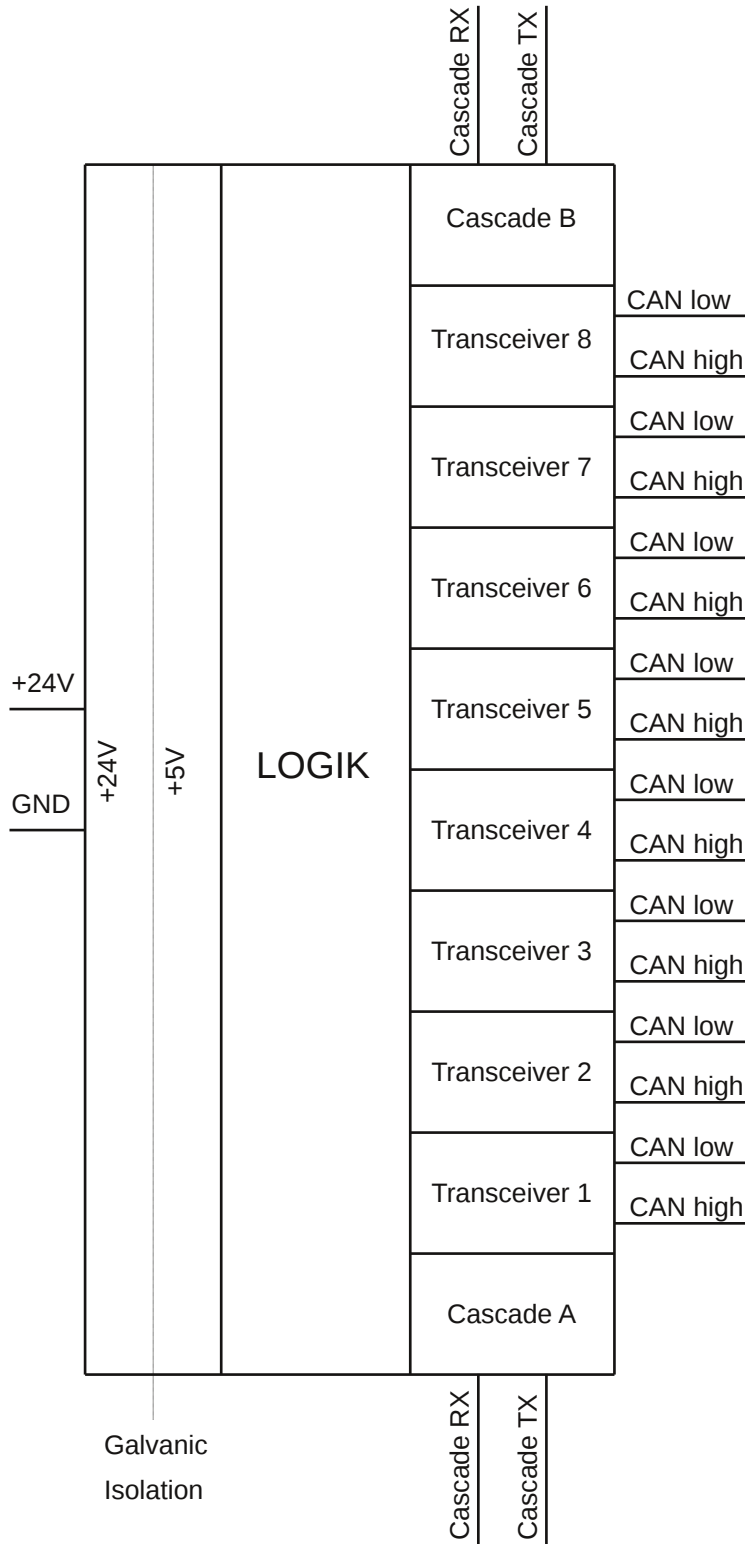 Cascade RX
Cascade TX
Cascade B
CAN low
Transceiver 8
CAN high
CAN low
Transceiver 7
CAN high
CAN low
Transceiver 6
CAN high
CAN low
+24V
Transceiver 5
CAN high
+24V
+5V
LOGIK
CAN low
GND
Transceiver 4
CAN high
CAN low
Transceiver 3
CAN high
CAN low
Transceiver 2
CAN high
CAN low
Transceiver 1
CAN high
Cascade A
Cascade RX
Cascade TX
Galvanic
Isolation